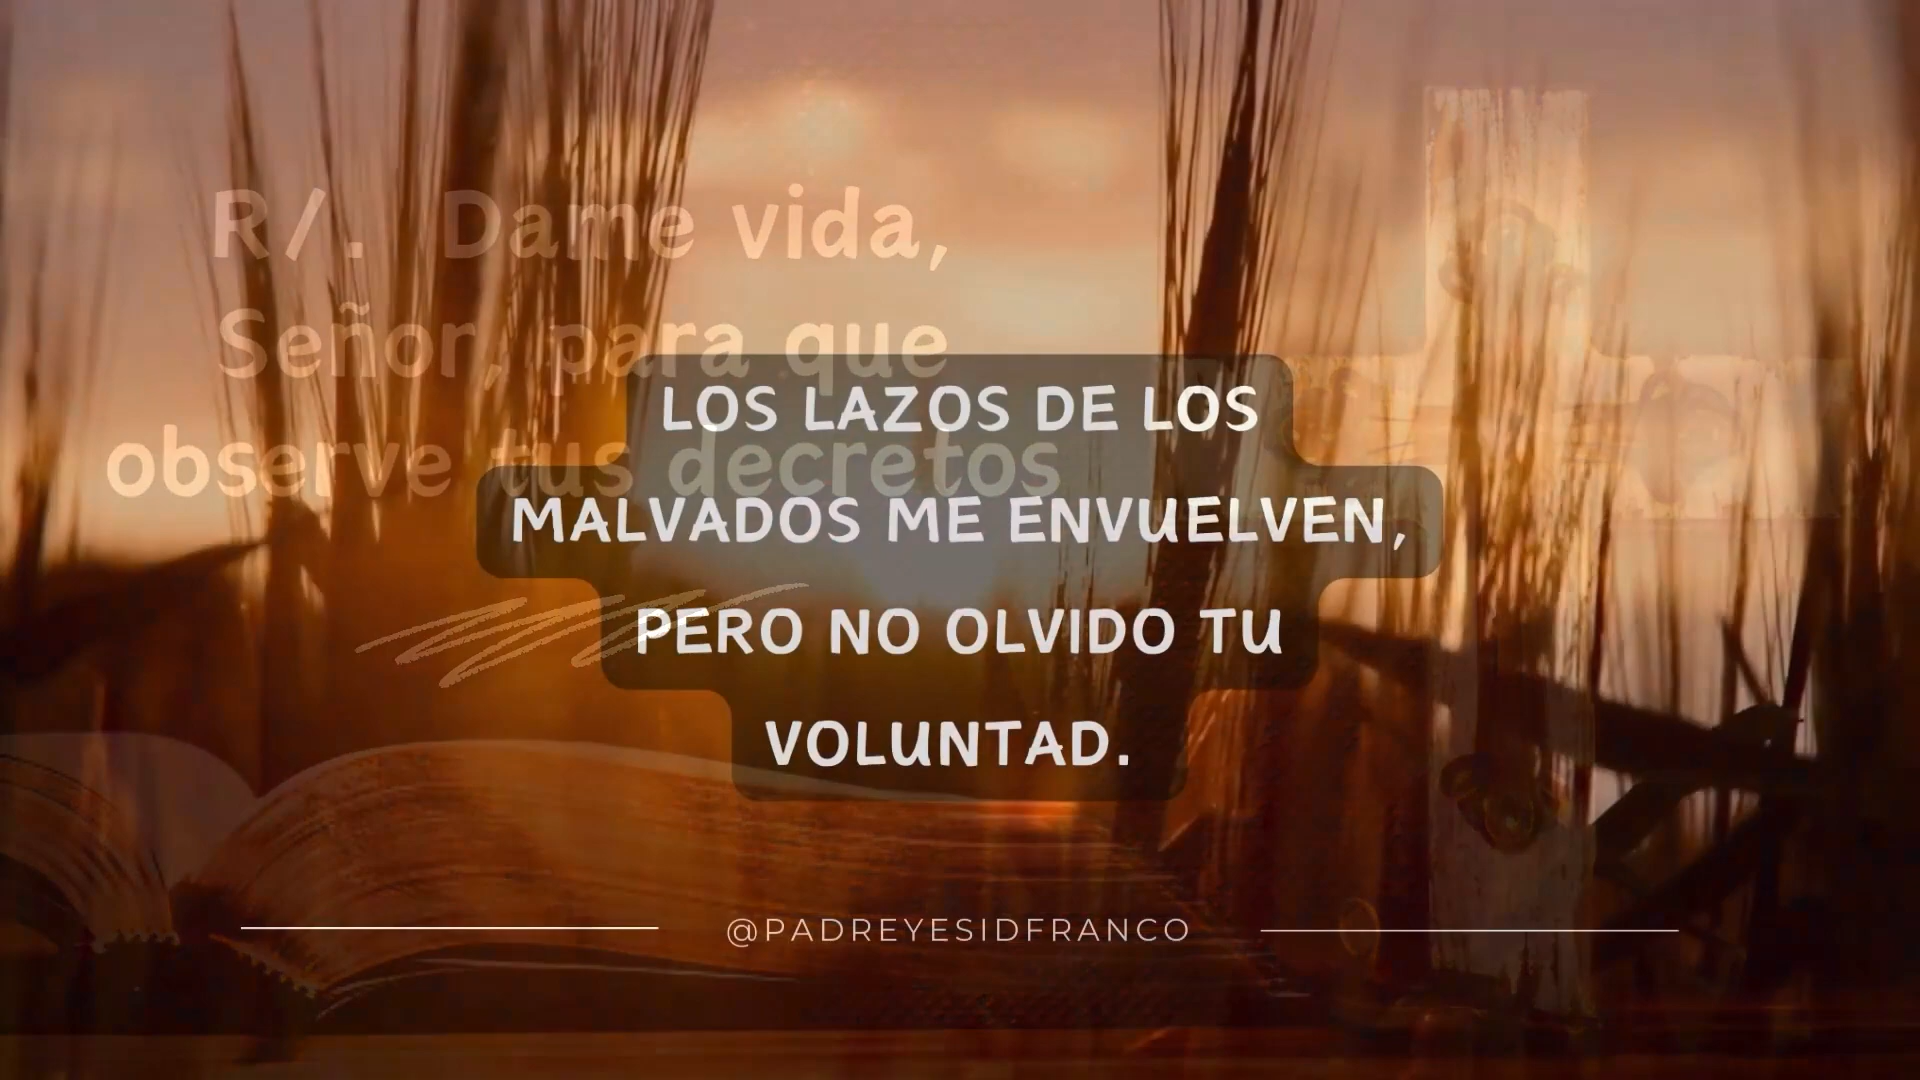 R/. Dame vida,
Señor, para que
observe tus decretos
LOS LAZOS DE LOS
MALVADOS ME ENVUELVEN,
PERO NO OLVIDO TU
VOLUNTAD.
@PADREYESIDFRANCO